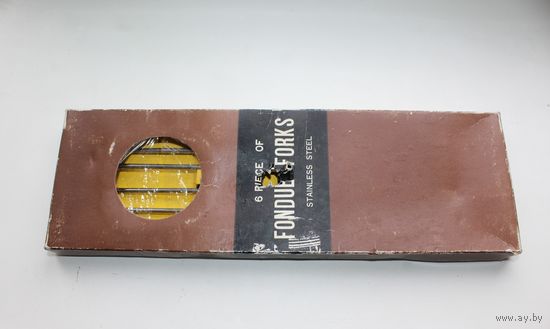 6 PIECE OF
FONDUE FORKS
STAINLESS STEEL
www.ay.by